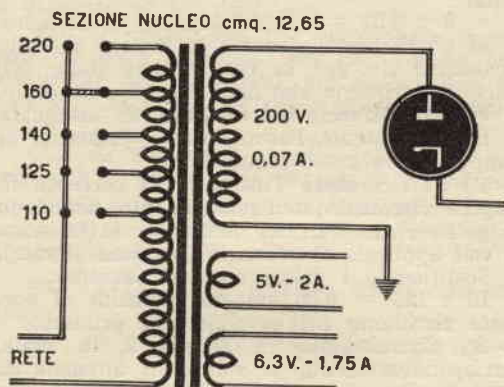 SEZIONE NUCLEO cmq. 12,65
220
160
140
125
110
RETE
200 V.
0,07 A.
5V.-2A.
6,3V.-1,75 A